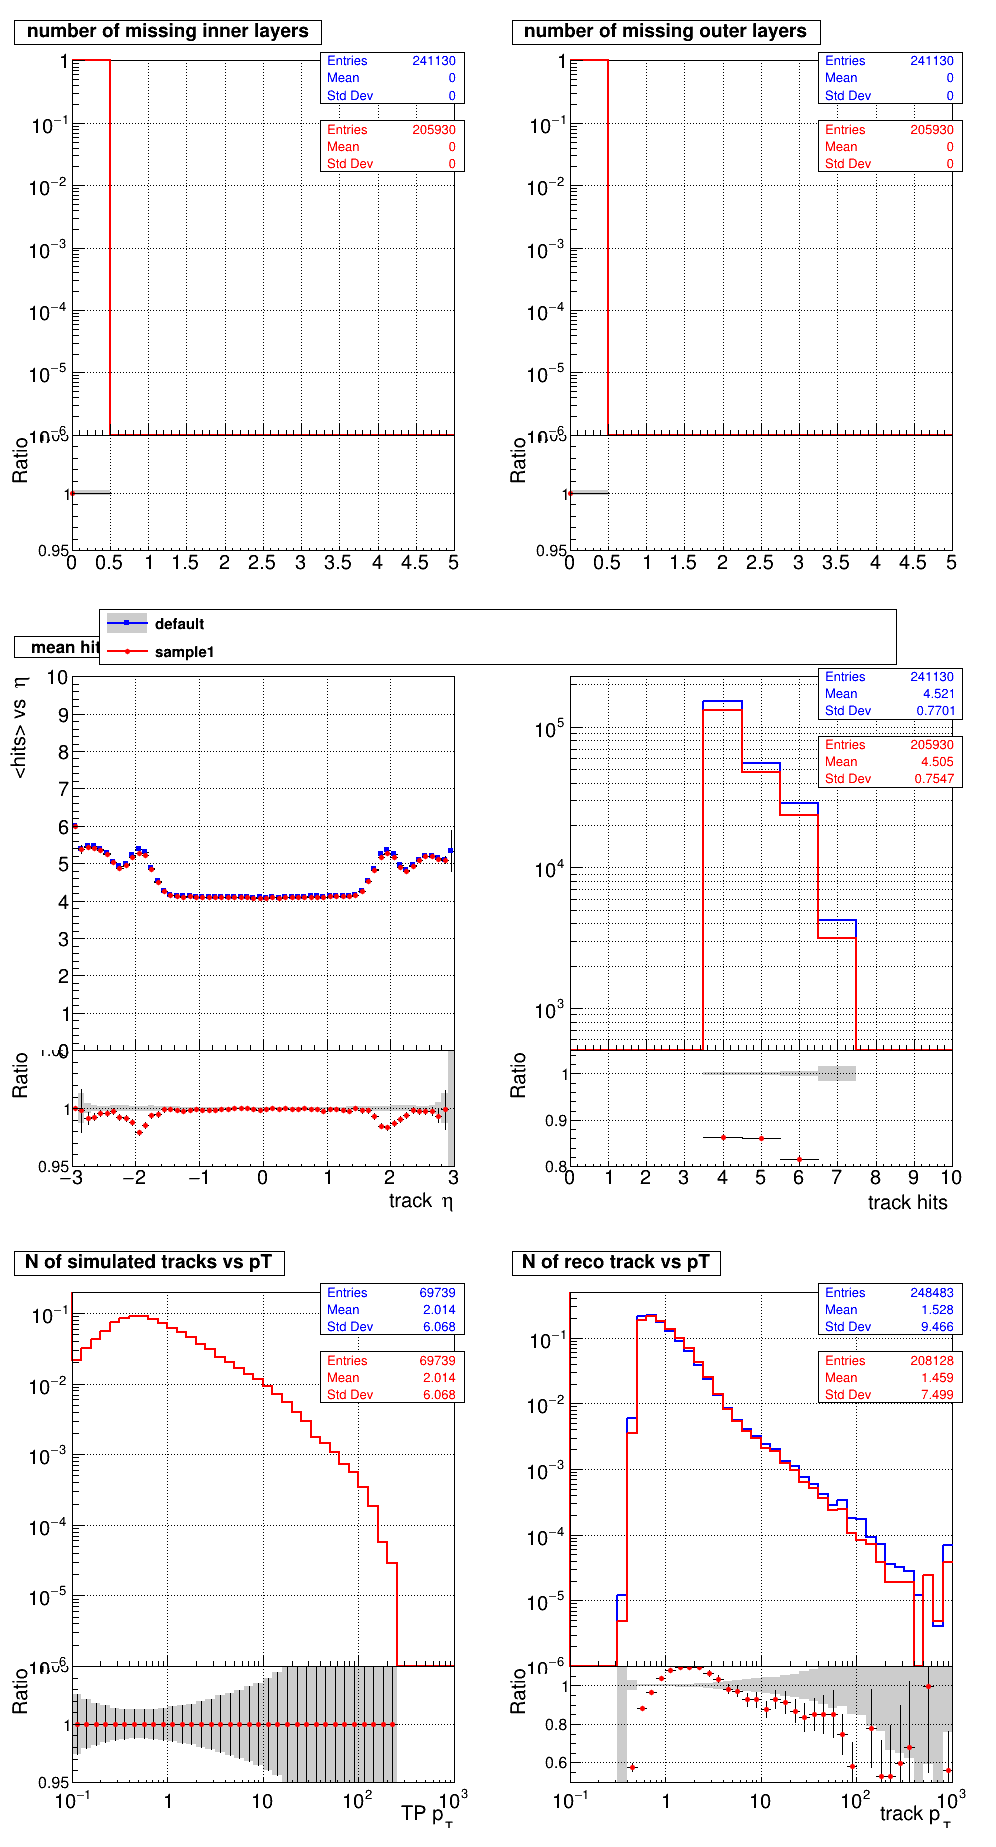 number of missing inner layers
number of missing outer layers
Entries 241130
Mean 0
Std Dev 0
Entries 205930
Mean 0
Std Dev 0
Entries 241130
Mean 0
Std Dev 0
Entries 205930
Mean 0
Std Dev 0
1
10⁻¹
10⁻²
10⁻³
10⁻⁴
10⁻⁵
10⁻⁶
1
10⁻¹
10⁻²
10⁻³
10⁻⁴
10⁻⁵
10⁻⁶
Ratio
1
0.95
Ratio
1
0.95
0 0.5 1 1.5 2 2.5 3 3.5 4 4.5 5
0 0.5 1 1.5 2 2.5 3 3.5 4 4.5 5
default
sample1
mean hit
<hits> vs η
10
9
8
7
6
5
4
3
2
1
0
Ratio
1
0.95
−3 −2 −1 0 1 2 3
track η
Entries 241130
Mean 4.521
Std Dev 0.7701
Entries 205930
Mean 4.505
Std Dev 0.7547
10⁵
10⁴
10³
Ratio
1
0.9
0.8
0 1 2 3 4 5 6 7 8 9 10
track hits
N of simulated tracks vs pT
Entries 69739
Mean 2.014
Std Dev 6.068
Entries 69739
Mean 2.014
Std Dev 6.068
10⁻¹
10⁻²
10⁻³
10⁻⁴
10⁻⁵
10⁻⁶
Ratio
1
0.95
10⁻¹ 1 10 10² 10³
TP p_T
N of reco track vs pT
Entries 248483
Mean 1.528
Std Dev 9.466
Entries 208128
Mean 1.459
Std Dev 7.499
10⁻¹
10⁻²
10⁻³
10⁻⁴
10⁻⁵
10⁻⁶
Ratio
1
0.8
0.6
10⁻¹ 1 10 10² 10³
track p_T